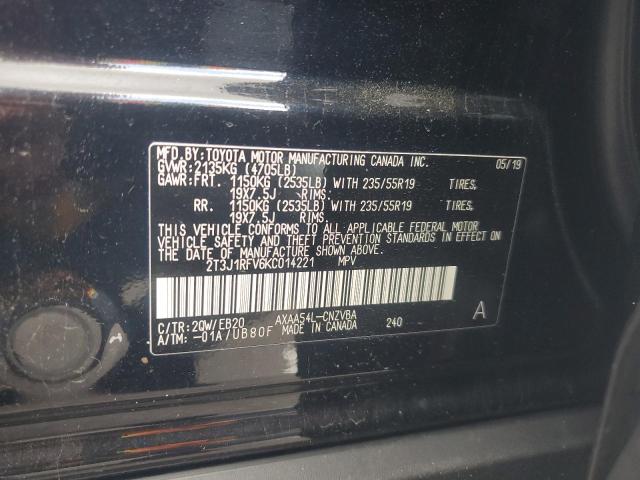 MFD.BY:TOYOTA MOTOR MANUFACTURING CANADA INC. 05/19
GVWR:2135KG (4705LB)
GAWR:FRT. 1150KG (2535LB) WITH 235/55R19 TIRES,
19X7.5J RIMS,
RR. 1150KG (2535LB) WITH 235/55R19 TIRES,
19X7.5J RIMS
THIS VEHICLE CONFORMS TO ALL APPLICABLE FEDERAL MOTOR
VEHICLE SAFETY AND THEFT PREVENTION STANDARDS IN EFFECT ON
THE DATE OF MANUFACTURE SHOWN ABOVE.
2T3J1RFV6KC014221 MPV
C/TR:2QW/EB20 AXAA54L-CNZVBA A
A/TM:-01A/UB80F MADE IN CANADA 240